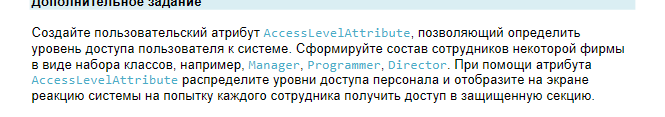 Дополнительное задание
Создайте пользовательский атрибут AccessLevelAttribute, позволяющий определить
уровень доступа пользователя к системе. Сформируйте состав сотрудников некоторой фирмы
в виде набора классов, например, Manager, Programmer, Director. При помощи атрибута
AccessLevelAttribute распределите уровни доступа персонала и отобразите на экране
реакцию системы на попытку каждого сотрудника получить доступ в защищенную секцию.